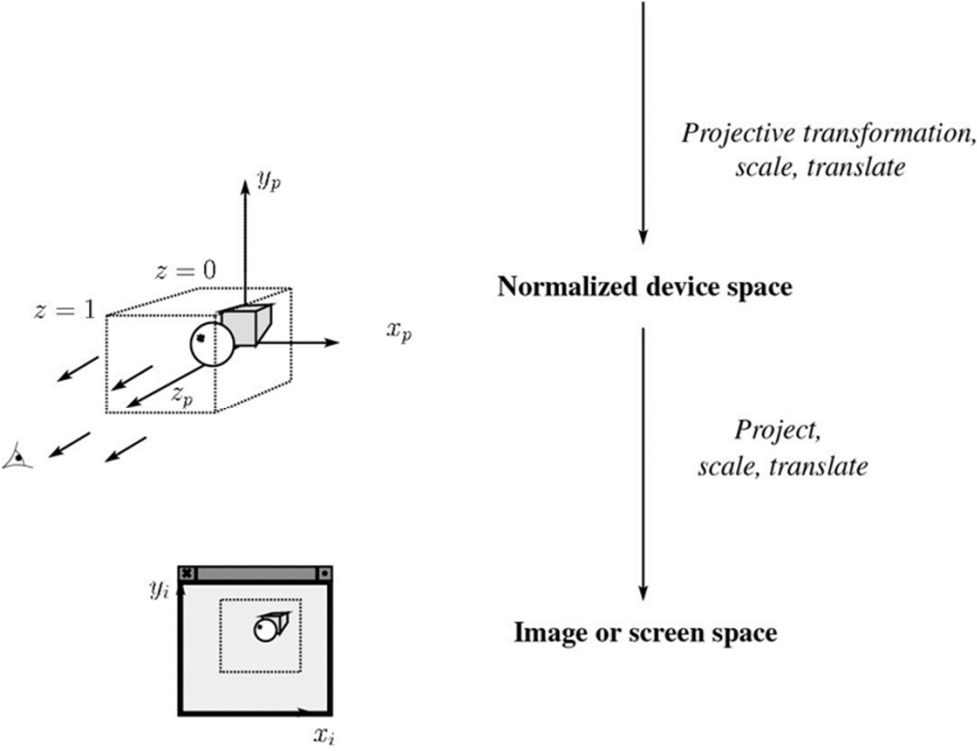 Projective transformation,
scale, translate
y_p
z = 0
z = 1
Normalized device space
x_p
z_p
Project,
scale, translate
y_i
Image or screen space
x_i